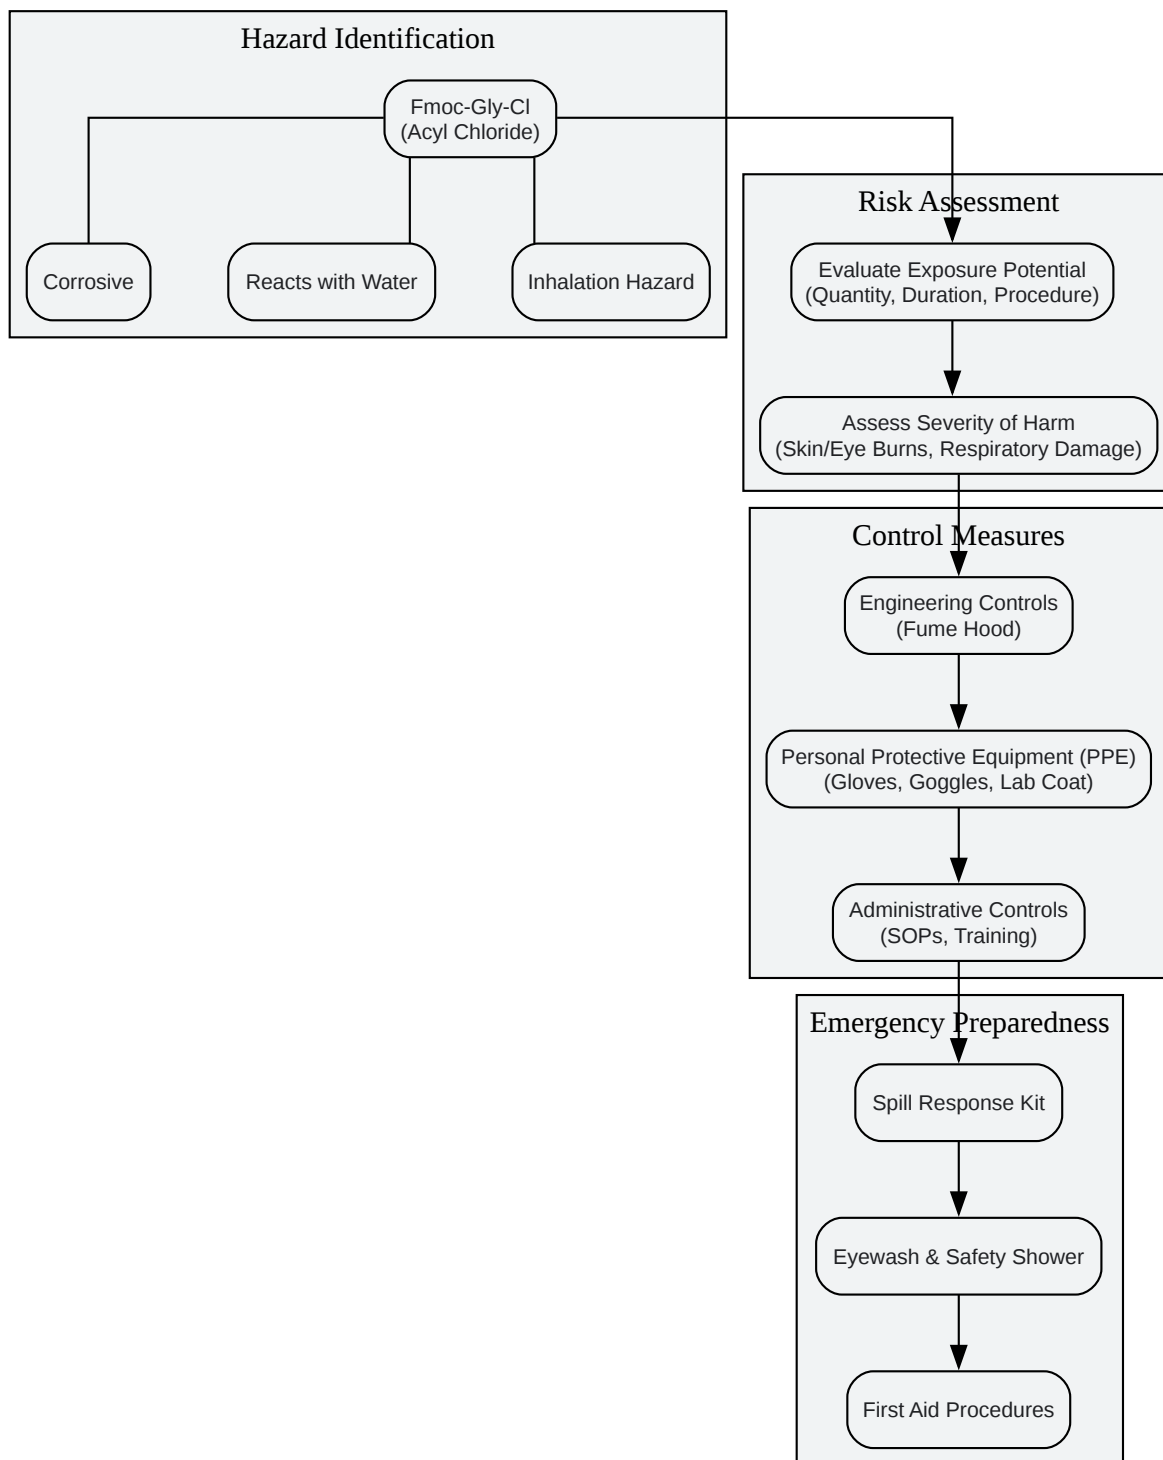 Hazard Identification
Fmoc-Gly-Cl
(Acyl Chloride)
Corrosive
Reacts with Water
Inhalation Hazard
Risk Assessment
Evaluate Exposure Potential
(Quantity, Duration, Procedure)
Assess Severity of Harm
(Skin/Eye Burns, Respiratory Damage)
Control Measures
Engineering Controls
(Fume Hood)
Personal Protective Equipment (PPE)
(Gloves, Goggles, Lab Coat)
Administrative Controls
(SOPs, Training)
Emergency Preparedness
Spill Response Kit
Eyewash & Safety Shower
First Aid Procedures